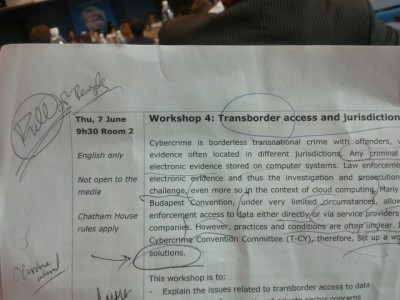 Thu, 7 June
9h30 Room 2
English only
Not open to the
media
Chatham House
rules apply
Workshop 4: Transborder access and jurisdiction
Cybercrime is borderless transnational crime with offenders,
evidence often located in different jurisdictions. Any criminal
electronic evidence stored on computer systems. Law enforcement
electronic evidence and thus the investigation and prosecution
challenge, even more so in the context of cloud computing. Many
Budapest Convention, under very limited circumstances,
enforcement access to data either directly or via service providers
companies. However, practices and conditions are often unclear.
Cybercrime Convention Committee (T-CY), therefore, set up a
solutions.
This workshop is to:
- Explain the issues related to transborder access to data
private sector concerns